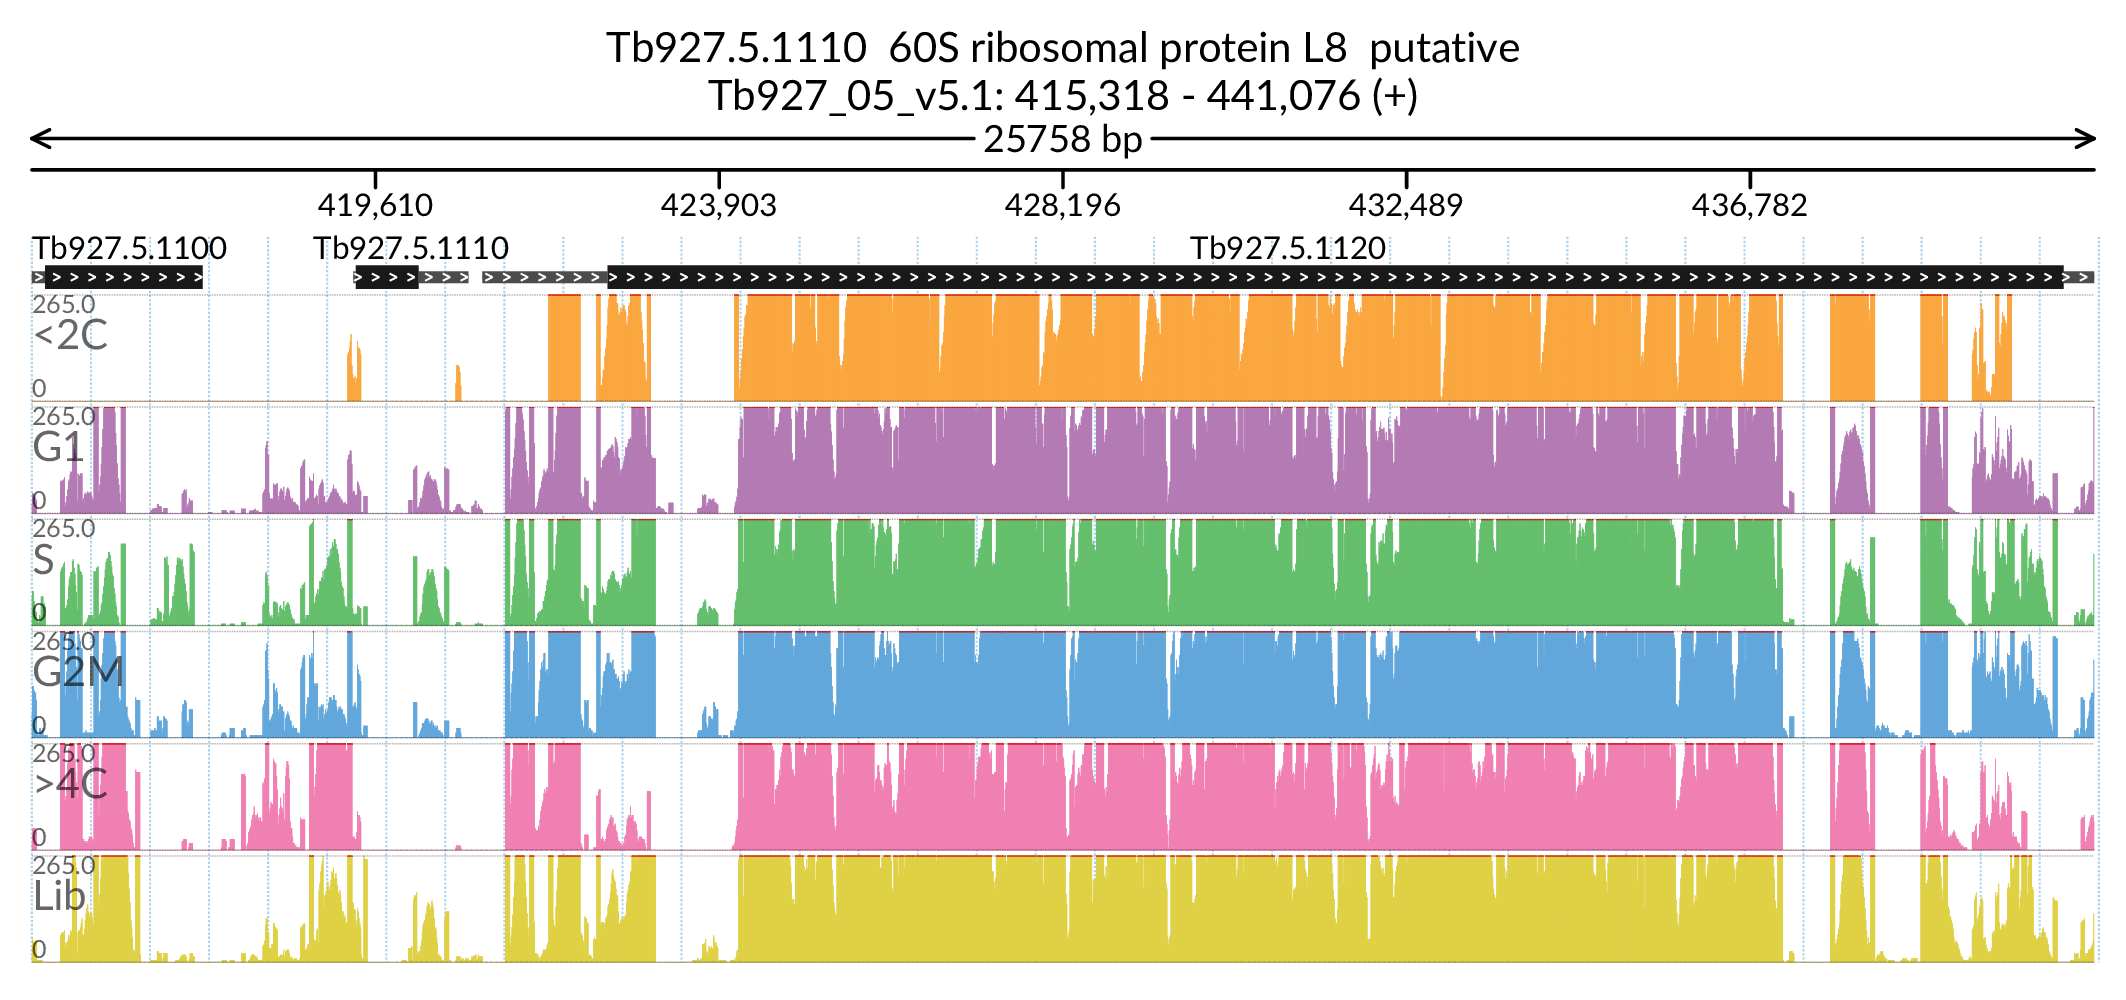 Tb927.5.1110  60S ribosomal protein L8  putative
Tb927_05_v5.1: 415,318 - 441,076 (+)
25758 bp
419,610 423,903 428,196 432,489 436,782
Tb927.5.1100 Tb927.5.1110 Tb927.5.1120
265.0
<2C
0
265.0
G1
0
265.0
S
0
265.0
G2M
0
265.0
>4C
0
265.0
Lib
0